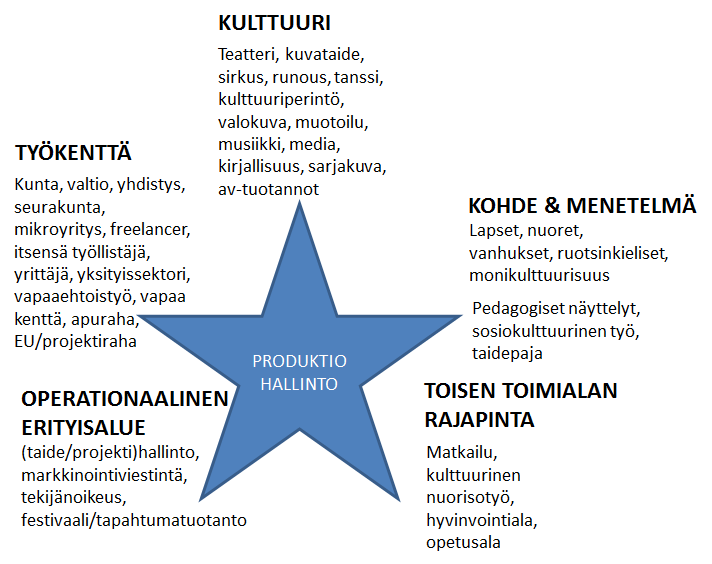 KULTTUURI
Teatteri, kuvataide,
sirkus, runous, tanssi,
kulttuuriperintö,
valokuva, muotoilu,
musiikki, media,
kirjallisuus, sarjakuva,
av-tuotannot
TYÖKENTTÄ
Kunta, valtio, yhdistys,
seurakunta,
mikroyritys, freelancer,
itsensä työllistäjä,
yrittäjä, yksityissektori,
vapaaehtoistyö, vapaa
kenttä, apuraha,
EU/projektiraha
KOHDE & MENETELMÄ
Lapset, nuoret,
vanhukset, ruotsinkieliset,
monikulttuurisuus
Pedagogiset näyttelyt,
sosiokulttuurinen työ,
taidepaja
PRODUKTIO
HALLINTO
OPERATIONAALINEN
ERITYISALUE
(taide/projekti)hallinto,
markkinointiviestintä,
tekijänoikeus,
festivaali/tapahtumatuotanto
TOISEN TOIMIALAN
RAJAPINTA
Matkailu,
kulttuurinen
nuorisotyö,
hyvinvointiala,
opetusala